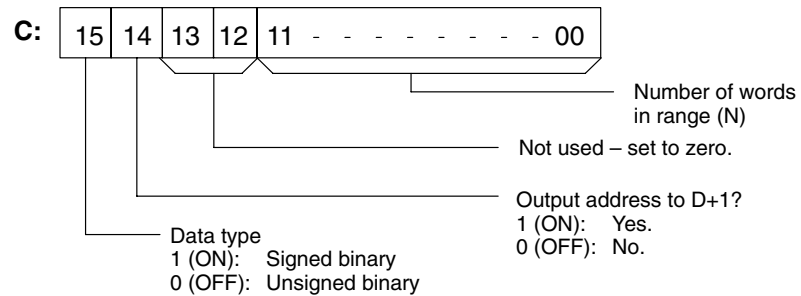 C: 15 14 13 12 11 - - - - - - - - 00
Number of words
in range (N)
Not used – set to zero.
Output address to D+1?
1 (ON): Yes.
0 (OFF): No.
Data type
1 (ON): Signed binary
0 (OFF): Unsigned binary